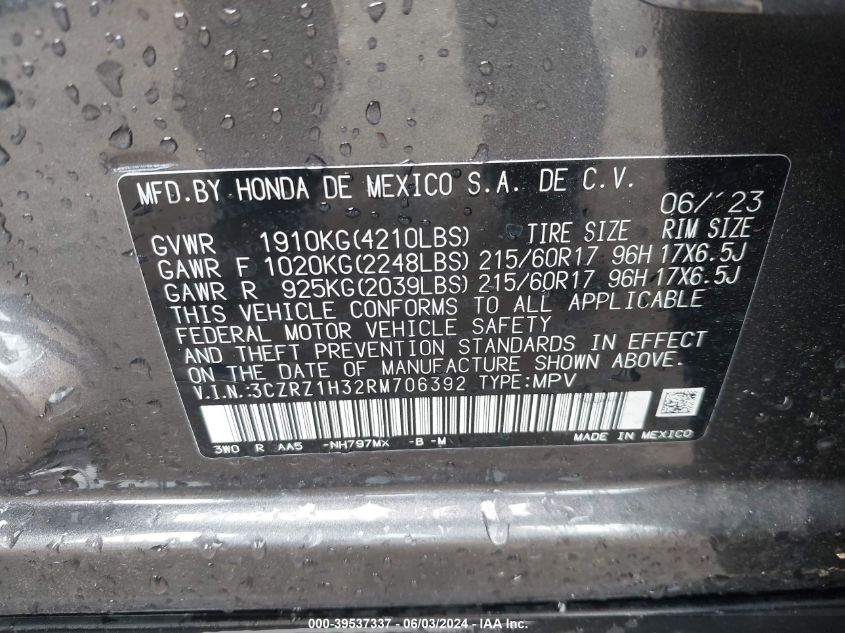 MFD.BY HONDA DE MEXICO S.A. DE C.V. 06/'23
GVWR 1910KG(4210LBS) TIRE SIZE RIM SIZE
GAWR F 1020KG(2248LBS) 215/60R17 96H 17X6.5J
GAWR R 925KG(2039LBS) 215/60R17 96H 17X6.5J
THIS VEHICLE CONFORMS TO ALL APPLICABLE
FEDERAL MOTOR VEHICLE SAFETY
AND THEFT PREVENTION STANDARDS IN EFFECT
ON THE DATE OF MANUFACTURE SHOWN ABOVE.
V.I.N.:3CZRZ1H32RM706392 TYPE:MPV
3W0 R AA5 -NH797MX -B -M MADE IN MEXICO
000-39537337 - 06/03/2024 - IAA Inc.